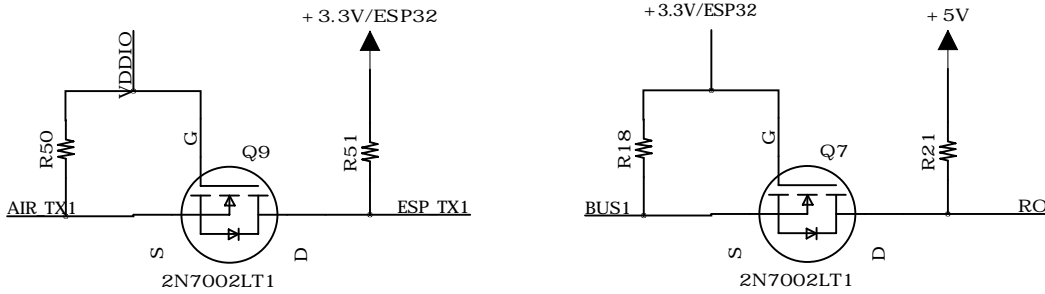 +3.3V/ESP32
VDDIO
R50
G
Q9
R51
AIR_TX1
ESP_TX1
S
D
2N7002LT1
+3.3V/ESP32
+5V
R18
G
Q7
R21
BUS1
RO
S
D
2N7002LT1